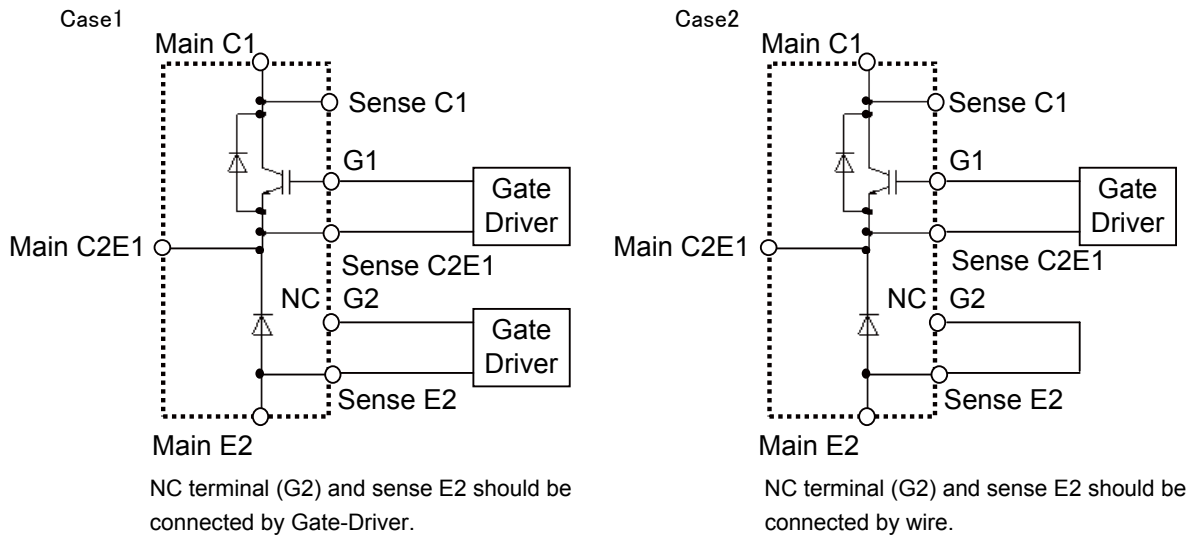 Case1
Main C1
Sense C1
G1
Gate
Driver
Main C2E1
Sense C2E1
NC G2
Gate
Driver
Sense E2
Main E2
NC terminal (G2) and sense E2 should be
connected by Gate-Driver.
Case2
Main C1
Sense C1
G1
Gate
Driver
Main C2E1
Sense C2E1
NC G2
Sense E2
Main E2
NC terminal (G2) and sense E2 should be
connected by wire.